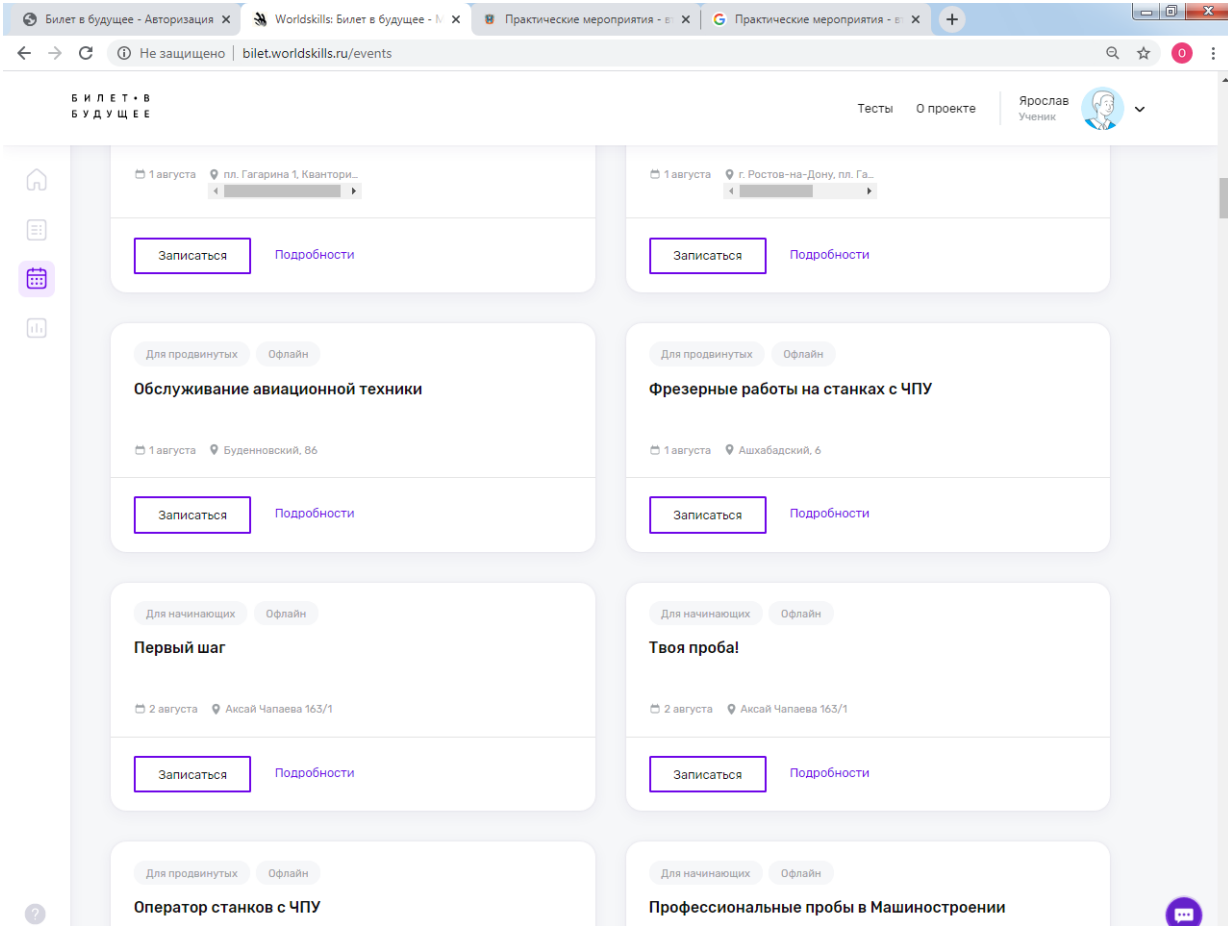 Билет в будущее - Авторизация
Worldskills: Билет в будущее - М
Практические мероприятия - вт
Практические мероприятия - вт
Не защищено | bilet.worldskills.ru/events
О
БИЛЕТ•В
БУДУЩЕЕ
Тесты О проекте
Ярослав
Ученик
1 августа пл. Гагарина 1, Квантори...
1 августа г. Ростов-на-Дону, пл. Га...
Записаться Подробности
Записаться Подробности
Для продвинутых Офлайн
Обслуживание авиационной техники
1 августа Буденновский, 86
Записаться Подробности
Для продвинутых Офлайн
Фрезерные работы на станках с ЧПУ
1 августа Ашхабадский, 6
Записаться Подробности
Для начинающих Офлайн
Первый шаг
2 августа Аксай Чапаева 163/1
Записаться Подробности
Для начинающих Офлайн
Твоя проба!
2 августа Аксай Чапаева 163/1
Записаться Подробности
Для продвинутых Офлайн
Оператор станков с ЧПУ
Для начинающих Офлайн
Профессиональные пробы в Машиностроении